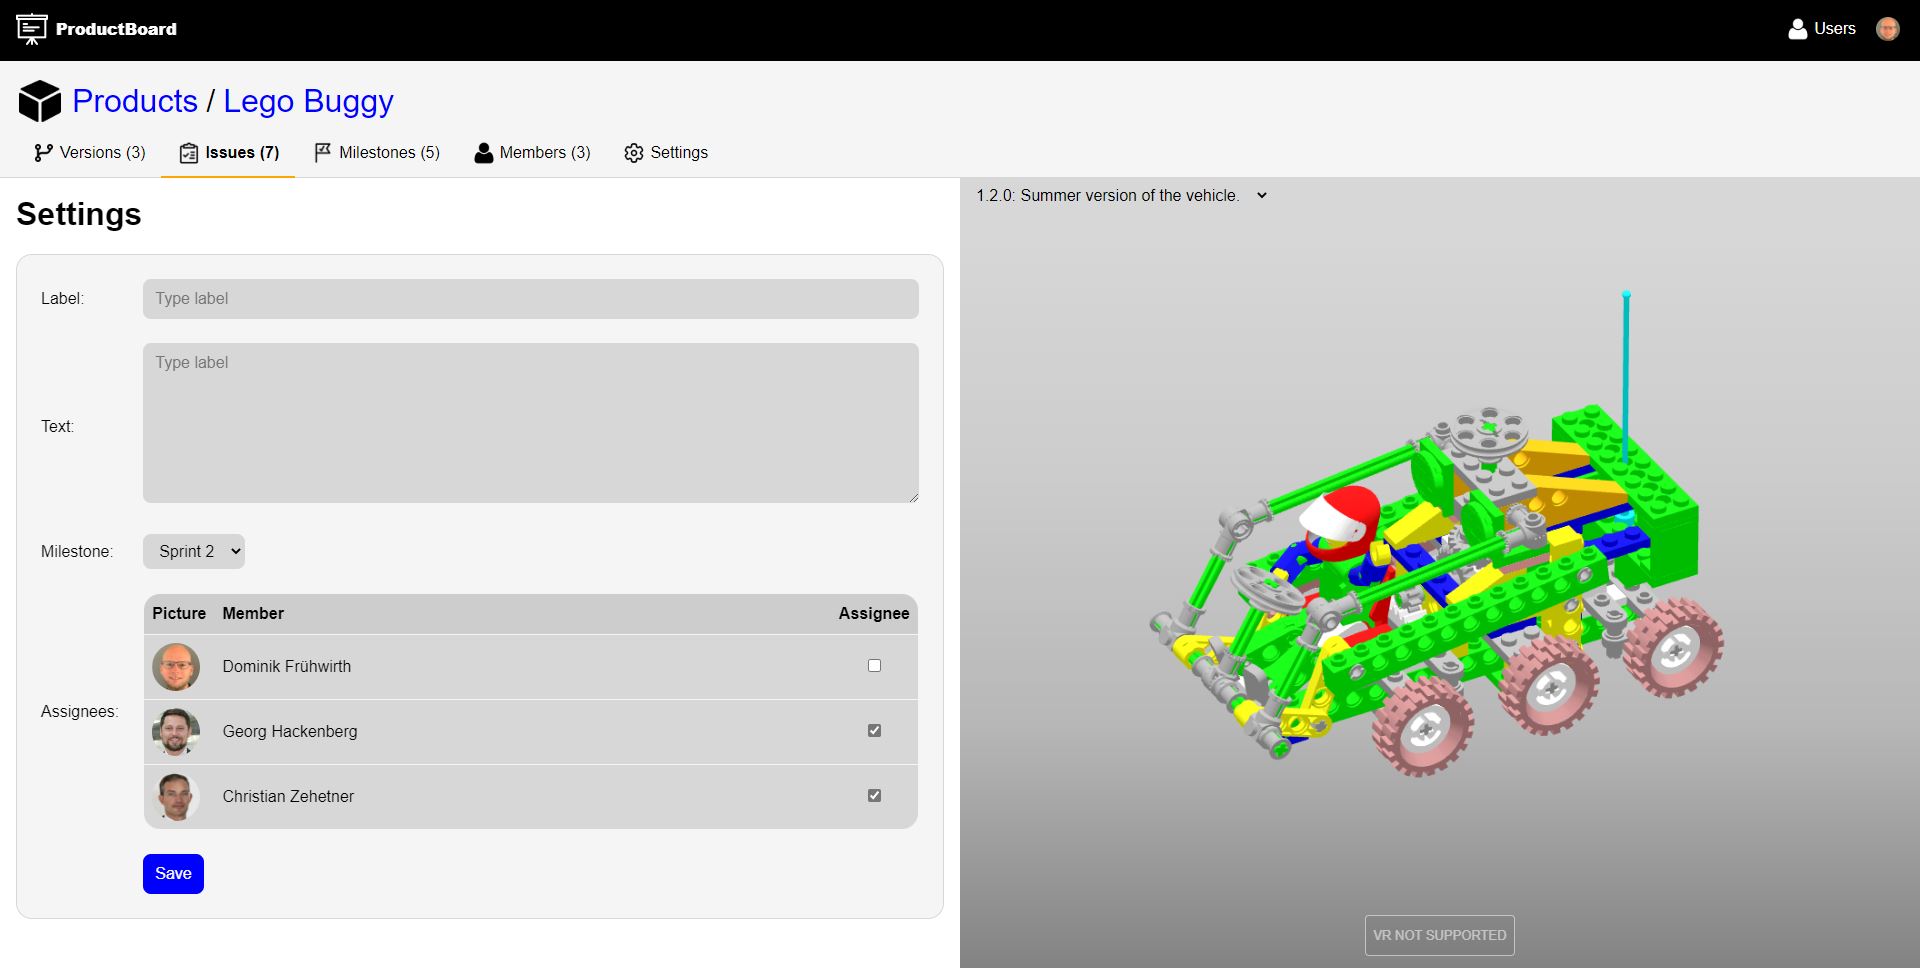 ProductBoard
Users
Products / Lego Buggy
Versions (3)
Issues (7)
Milestones (5)
Members (3)
Settings
Settings
1.2.0: Summer version of the vehicle.
Label:
Type label
Text:
Type label
Milestone:
Sprint 2
Assignees:
Picture Member Assignee
Dominik Frühwirth
Georg Hackenberg
Christian Zehetner
Save
VR NOT SUPPORTED